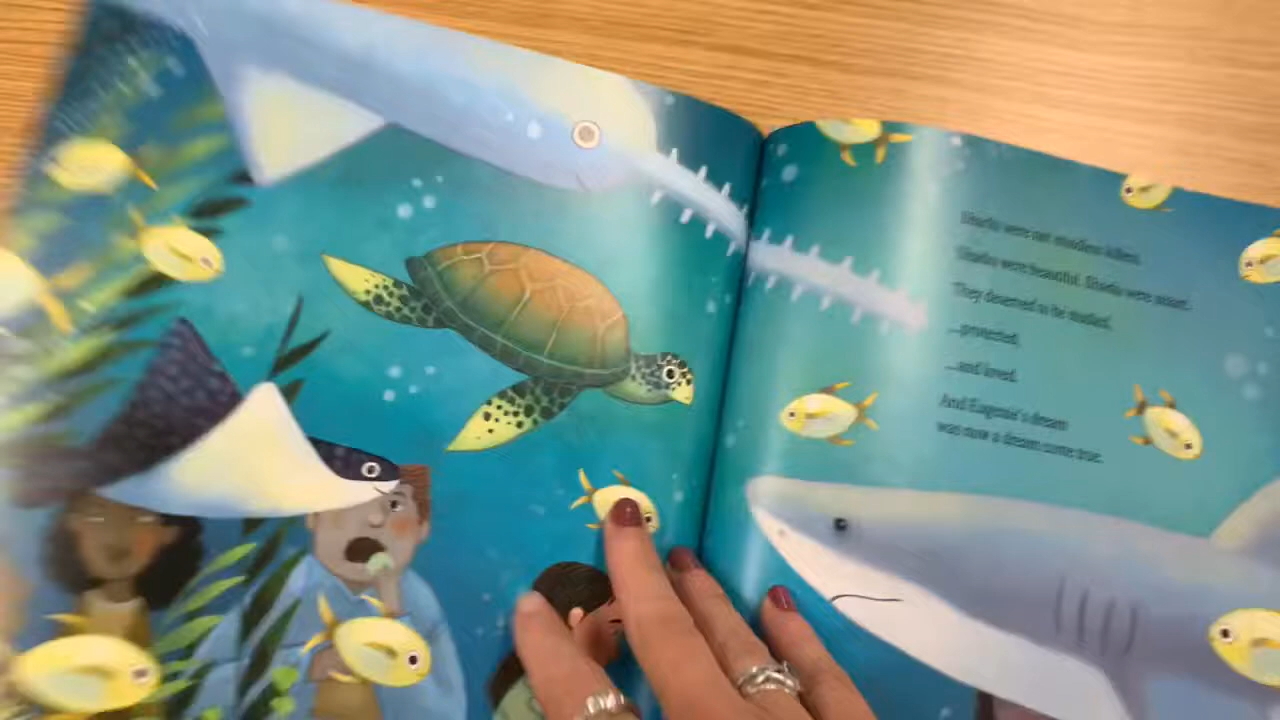 Sharks were not mindless killers.
Sharks were beautiful. Sharks were smart.
They deserved to be studied,
...protected,
...and loved.
And Eugenie's dream
was now a dream come true.